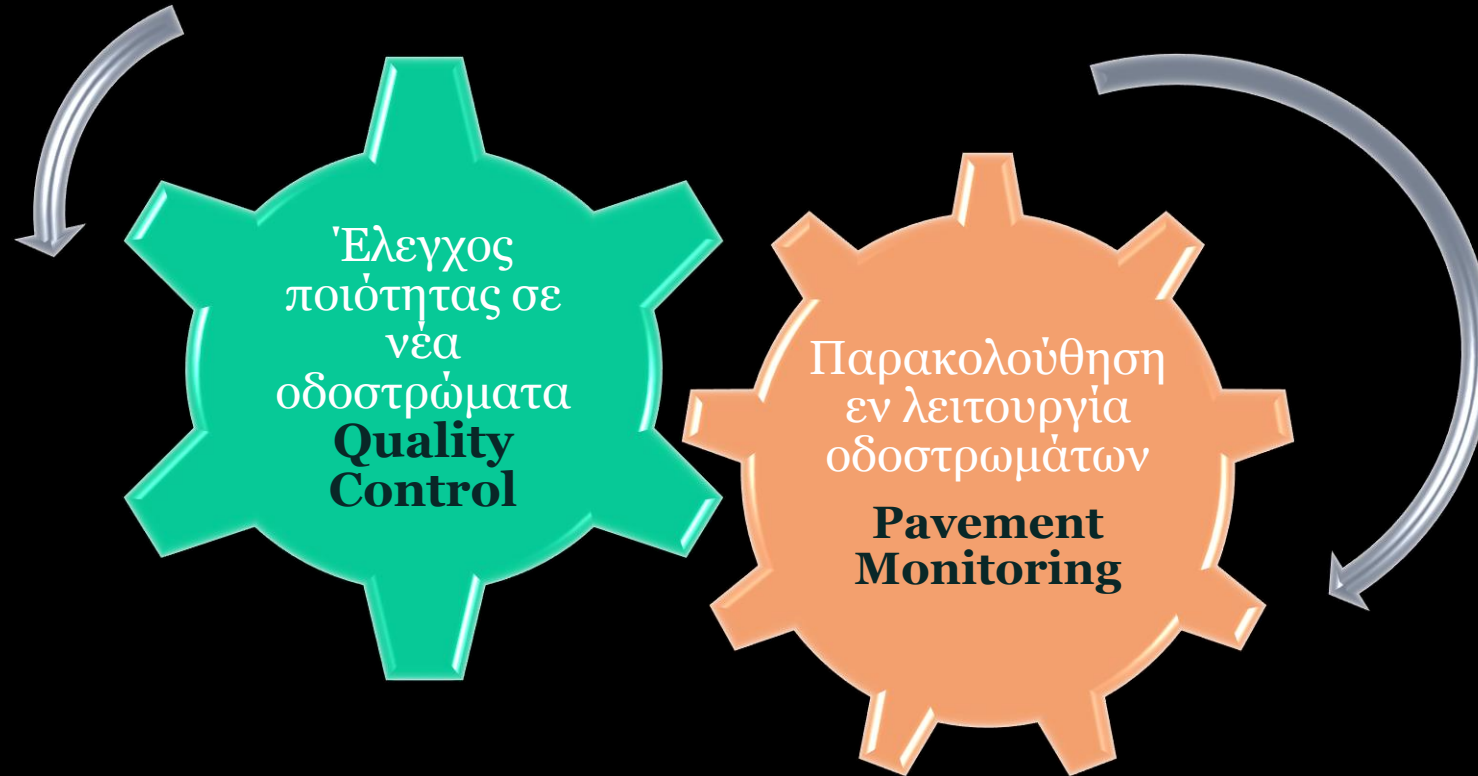 Έλεγχος
ποιότητας σε
νέα
οδοστρώματα
Quality
Control
Παρακολούθηση
εν λειτουργία
οδοστρωμάτων
Pavement
Monitoring